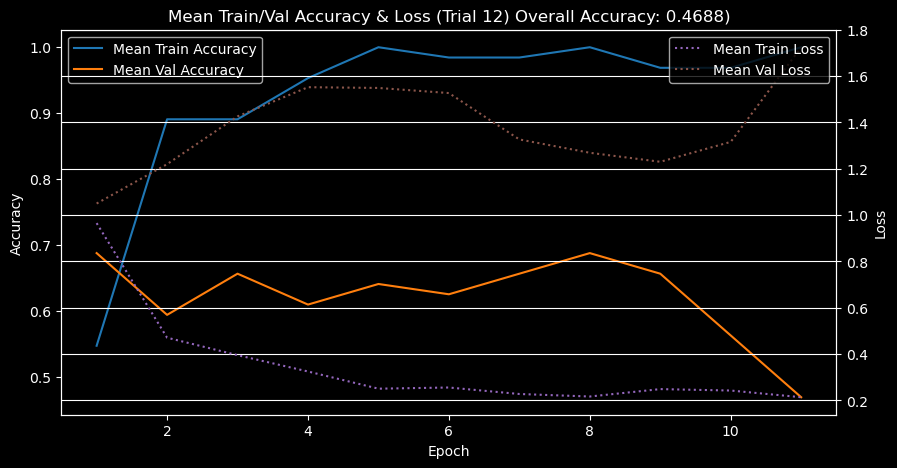 Mean Train/Val Accuracy & Loss (Trial 12) Overall Accuracy: 0.4688)
Mean Train Accuracy
Mean Val Accuracy
Mean Train Loss
Mean Val Loss
Accuracy
1.0
0.9
0.8
0.7
0.6
0.5
1.8
1.6
1.4
1.2
1.0
0.8
0.6
0.4
0.2
Loss
2 4 6 8 10
Epoch